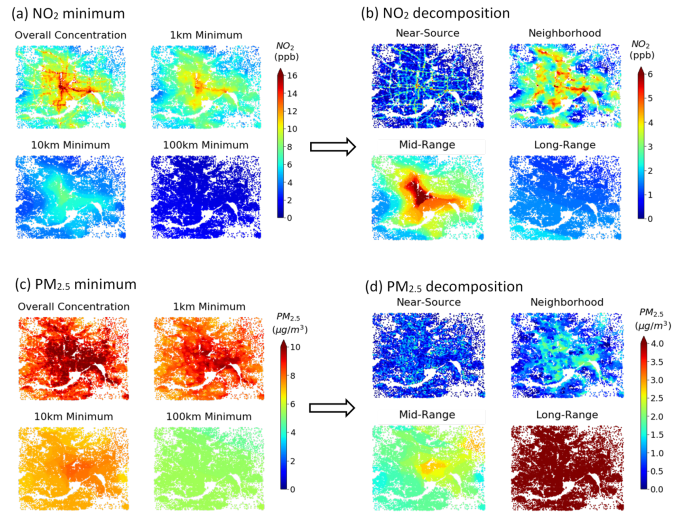 (a) NO₂ minimum
Overall Concentration
1km Minimum
NO₂
(ppb)
16
14
12
10
8
6
4
2
0
10km Minimum
100km Minimum
(b) NO₂ decomposition
Near-Source
Neighborhood
NO₂
(ppb)
6
5
4
3
2
1
0
Mid-Range
Long-Range
(c) PM₂.₅ minimum
Overall Concentration
1km Minimum
PM₂.₅
(μg/m³)
10
8
6
4
2
0
10km Minimum
100km Minimum
(d) PM₂.₅ decomposition
Near-Source
Neighborhood
PM₂.₅
(μg/m³)
4.0
3.5
3.0
2.5
2.0
1.5
1.0
0.5
0.0
Mid-Range
Long-Range